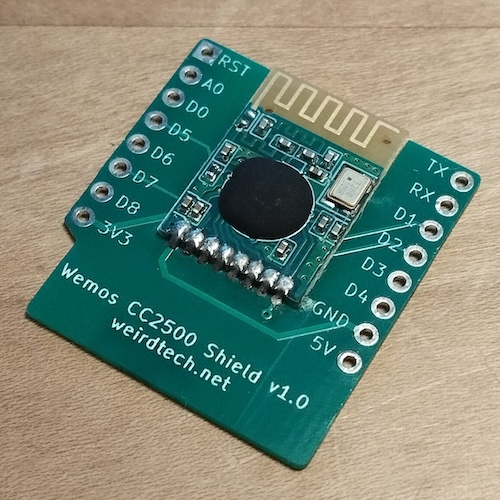 RST
A0
D0
D5
D6
D7
D8
3V3
TX
RX
D1
D2
D3
D4
GND
5V
Wemos CC2500 Shield v1.0
weirdtech.net